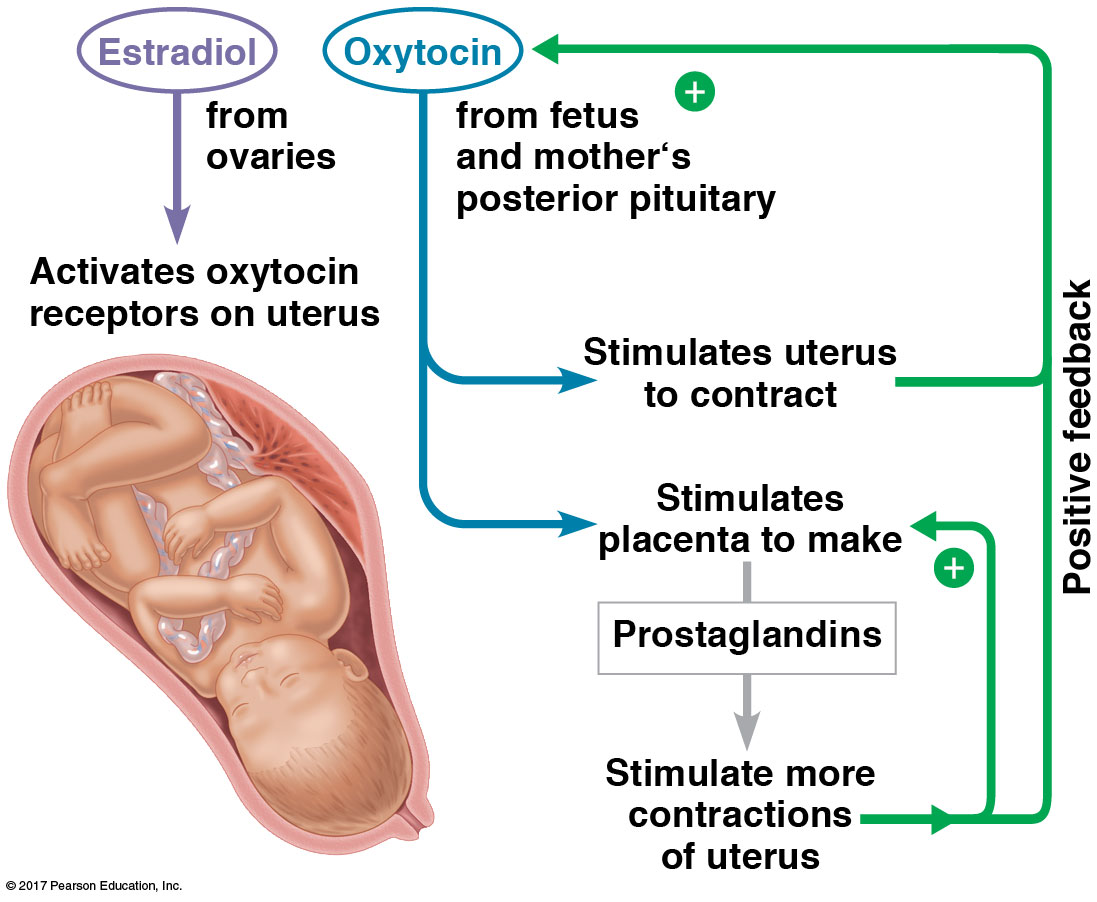 Estradiol
from
ovaries
Activates oxytocin
receptors on uterus
Oxytocin
+
from fetus
and mother‘s
posterior pituitary
Stimulates uterus
to contract
Stimulates
placenta to make
+
Prostaglandins
Stimulate more
contractions
of uterus
Positive feedback
© 2017 Pearson Education, Inc.